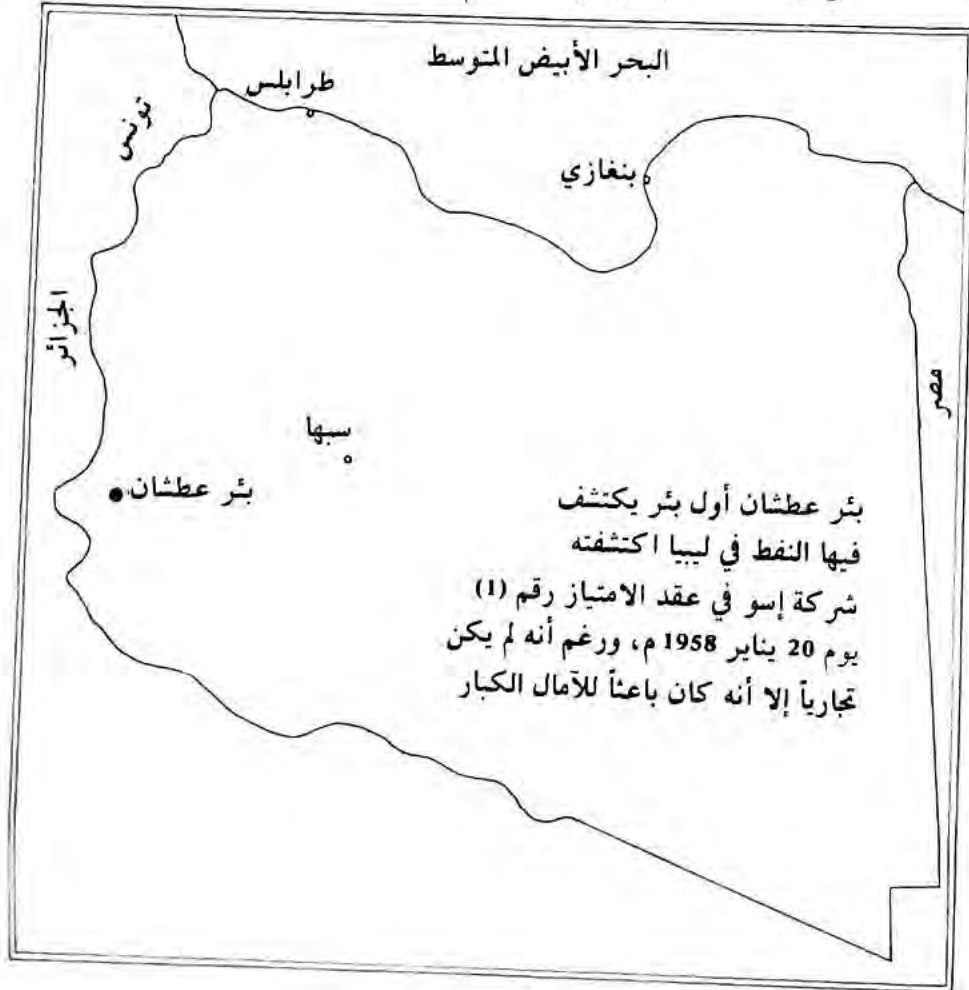 البحر الأبيض المتوسط
طرابلس
تونس
بنغازي
الجزائر
مصر
سبها
بئر عطشان
بئر عطشان أول بئر يكتشف
فيها النفط في ليبيا اكتشفته
شركة إسو في عقد الامتياز رقم (1)
يوم 20 يناير 1958 م، ورغم أنه لم يكن
تجارياً إلا أنه كان باعثاً للآمال الكبار